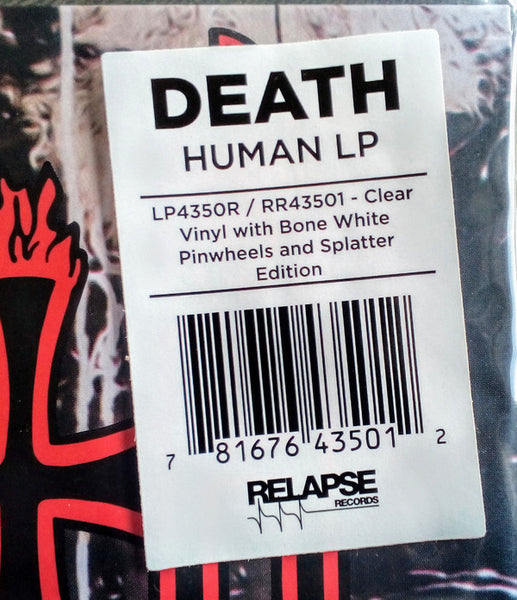 DEATH
HUMAN LP
LP4350R / RR43501 - Clear
Vinyl with Bone White
Pinwheels and Splatter
Edition
7 81676 43501 2
RELAPSE
RECORDS